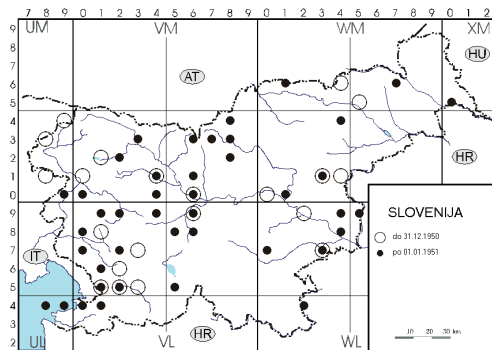 7 8 9 0 1 2 3 4 5 6 7 8 9 0 1 2 3 4 5 6 7 8 9 0 1
9 UM VM WM XM
8 HU
7 AT
6
5
4
3 HR
2
1
0
9 SLOVENIJA
8 do 31.12.1950
7 IT po 01.01.1951
6
5
4
3 0 10 20 30 km
2 UL VL HR WL